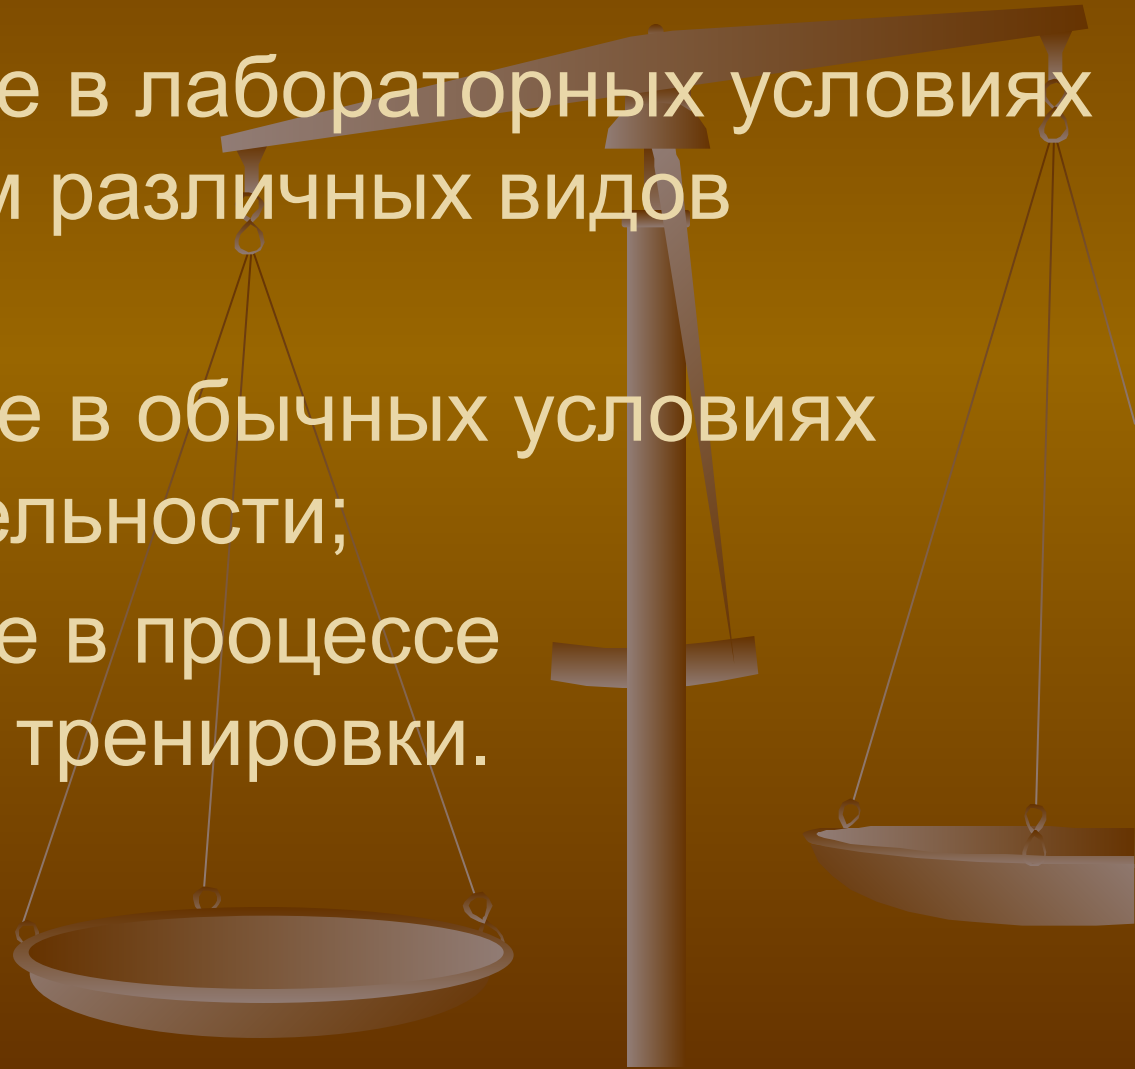 е в лабораторных условиях
м различных видов
е в обычных условиях
ельности;
е в процессе
тренировки.